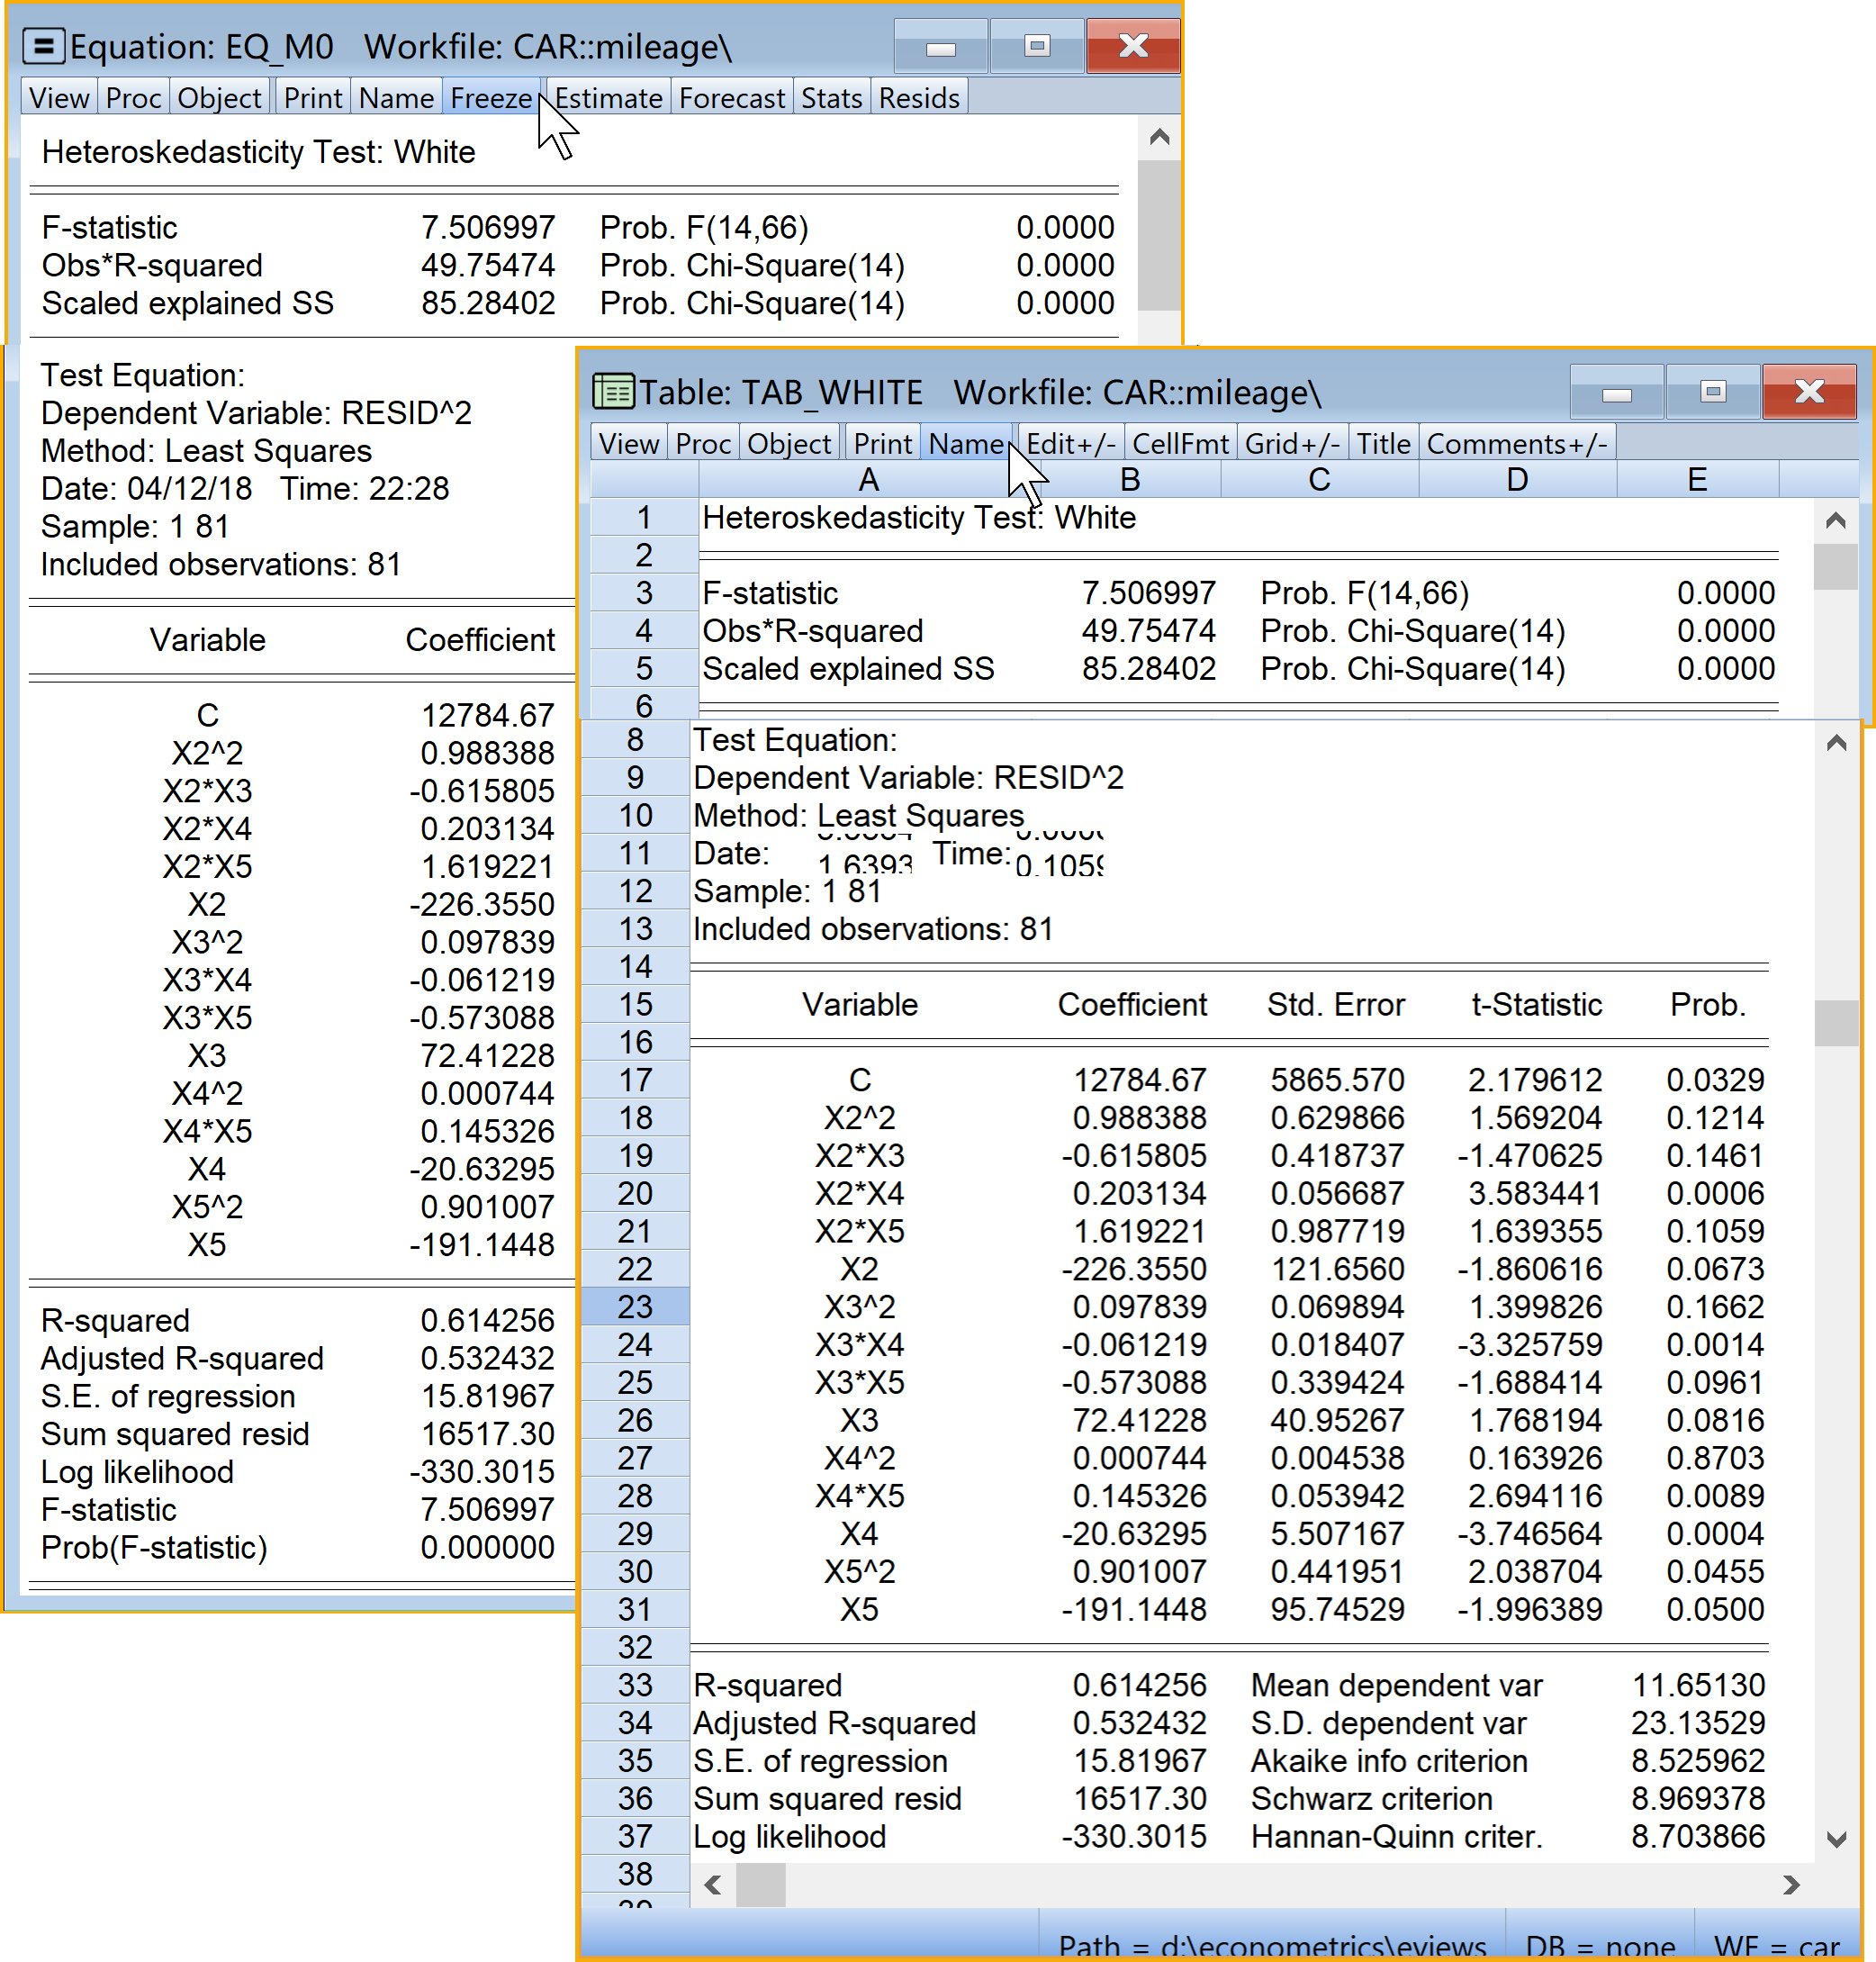 Equation: EQ_M0 Workfile: CAR::mileage\
View Proc Object Print Name Freeze Estimate Forecast Stats Resids
Heteroskedasticity Test: White
F-statistic 7.506997 Prob. F(14,66) 0.0000
Obs*R-squared 49.75474 Prob. Chi-Square(14) 0.0000
Scaled explained SS 85.28402 Prob. Chi-Square(14) 0.0000
Test Equation:
Dependent Variable: RESID^2
Method: Least Squares
Date: 04/12/18 Time: 22:28
Sample: 1 81
Included observations: 81
Variable Coefficient
C 12784.67
X2^2 0.988388
X2*X3 -0.615805
X2*X4 0.203134
X2*X5 1.619221
X2 -226.3550
X3^2 0.097839
X3*X4 -0.061219
X3*X5 -0.573088
X3 72.41228
X4^2 0.000744
X4*X5 0.145326
X4 -20.63295
X5^2 0.901007
X5 -191.1448
R-squared 0.614256
Adjusted R-squared 0.532432
S.E. of regression 15.81967
Sum squared resid 16517.30
Log likelihood -330.3015
F-statistic 7.506997
Prob(F-statistic) 0.000000
Table: TAB_WHITE Workfile: CAR::mileage\
View Proc Object Print Name Edit+/- CellFmt Grid+/- Title Comments+/-
A B C D E
1 Heteroskedasticity Test: White
2
3 F-statistic 7.506997 Prob. F(14,66) 0.0000
4 Obs*R-squared 49.75474 Prob. Chi-Square(14) 0.0000
5 Scaled explained SS 85.28402 Prob. Chi-Square(14) 0.0000
6
8 Test Equation:
9 Dependent Variable: RESID^2
10 Method: Least Squares
11 Date: 1.6393 Time: 0.1059
12 Sample: 1 81
13 Included observations: 81
14
15 Variable Coefficient Std. Error t-Statistic Prob.
16
17 C 12784.67 5865.570 2.179612 0.0329
18 X2^2 0.988388 0.629866 1.569204 0.1214
19 X2*X3 -0.615805 0.418737 -1.470625 0.1461
20 X2*X4 0.203134 0.056687 3.583441 0.0006
21 X2*X5 1.619221 0.987719 1.639355 0.1059
22 X2 -226.3550 121.6560 -1.860616 0.0673
23 X3^2 0.097839 0.069894 1.399826 0.1662
24 X3*X4 -0.061219 0.018407 -3.325759 0.0014
25 X3*X5 -0.573088 0.339424 -1.688414 0.0961
26 X3 72.41228 40.95267 1.768194 0.0816
27 X4^2 0.000744 0.004538 0.163926 0.8703
28 X4*X5 0.145326 0.053942 2.694116 0.0089
29 X4 -20.63295 5.507167 -3.746564 0.0004
30 X5^2 0.901007 0.441951 2.038704 0.0455
31 X5 -191.1448 95.74529 -1.996389 0.0500
32
33 R-squared 0.614256 Mean dependent var 11.65130
34 Adjusted R-squared 0.532432 S.D. dependent var 23.13529
35 S.E. of regression 15.81967 Akaike info criterion 8.525962
36 Sum squared resid 16517.30 Schwarz criterion 8.969378
37 Log likelihood -330.3015 Hannan-Quinn criter. 8.703866
38
Path = d:\econometrics\eviews DB = none WF = car